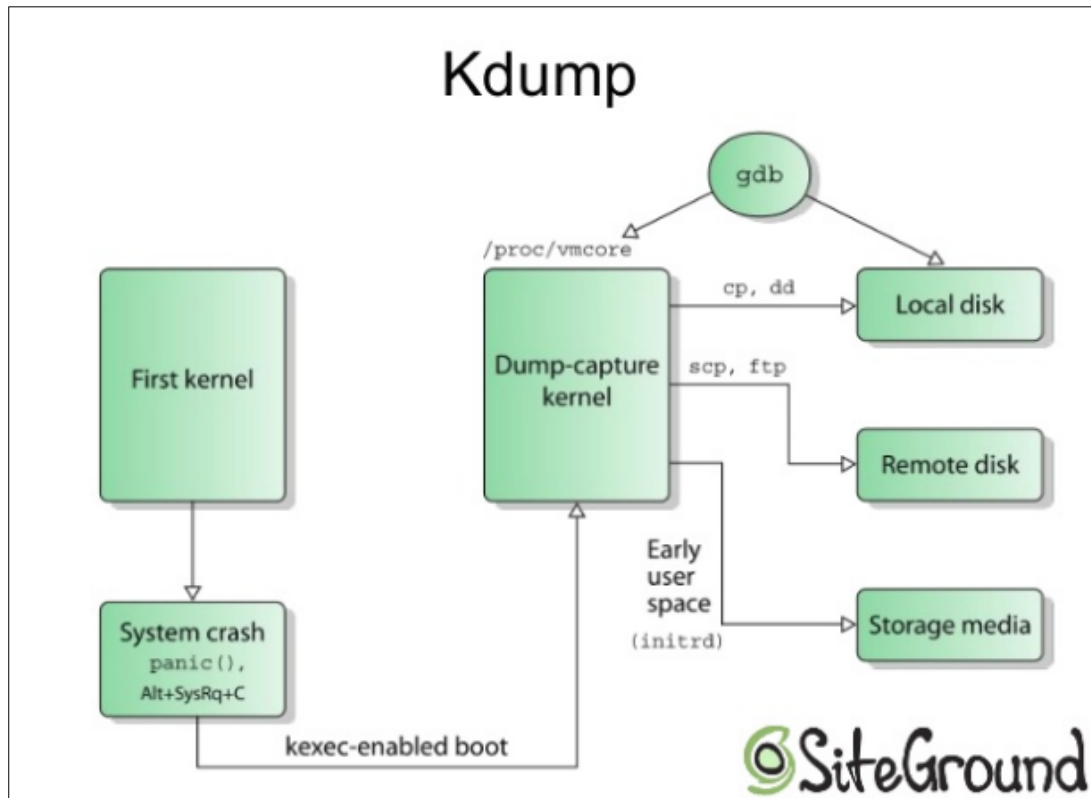 Kdump
gdb
/proc/vmcore
cp, dd
Local disk
First kernel
Dump-capture
kernel
scp, ftp
Remote disk
Early
user
space
(initrd)
Storage media
System crash
panic(),
Alt+SysRq+C
kexec-enabled boot
SiteGround